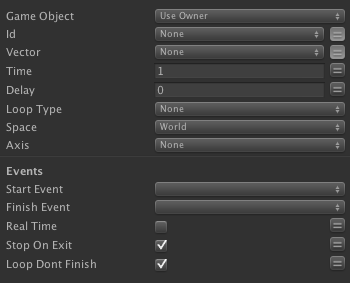 Game Object Use Owner
Id None
Vector None
Time 1
Delay 0
Loop Type None
Space World
Axis None
Events
Start Event
Finish Event
Real Time
Stop On Exit
Loop Dont Finish